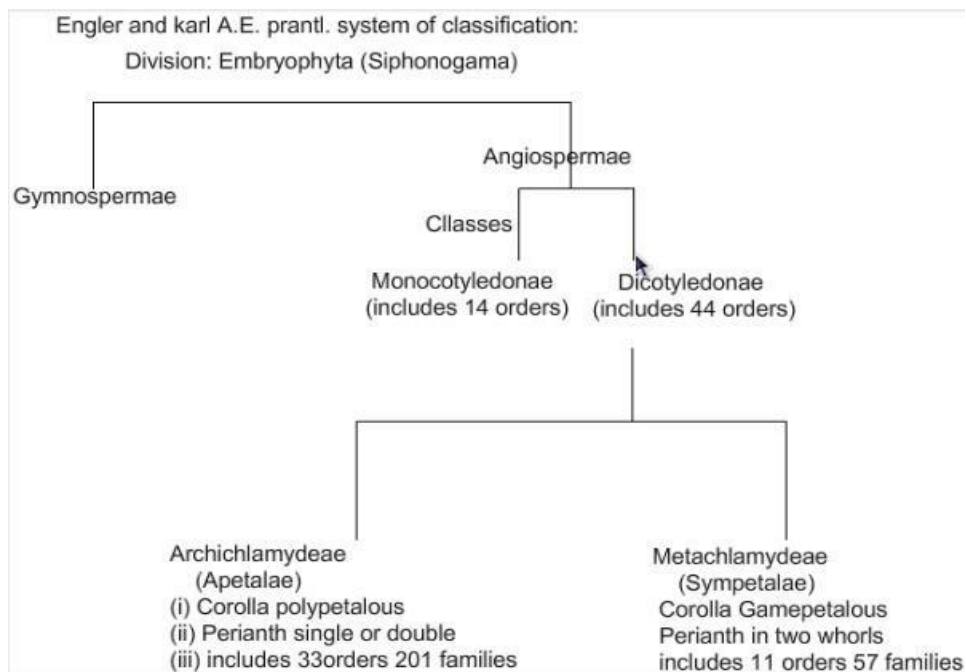 Engler and karl A.E. prantl. system of classification:
Division: Embryophyta (Siphonogama)
Angiospermae
Gymnospermae
Cllasses
Monocotyledonae
(includes 14 orders)
Dicotyledonae
(includes 44 orders)
Archichlamydeae
(Apetalae)
(i) Corolla polypetalous
(ii) Perianth single or double
(iii) includes 33orders 201 families
Metachlamydeae
(Sympetalae)
Corolla Gamepetalous
Perianth in two whorls
includes 11 orders 57 families